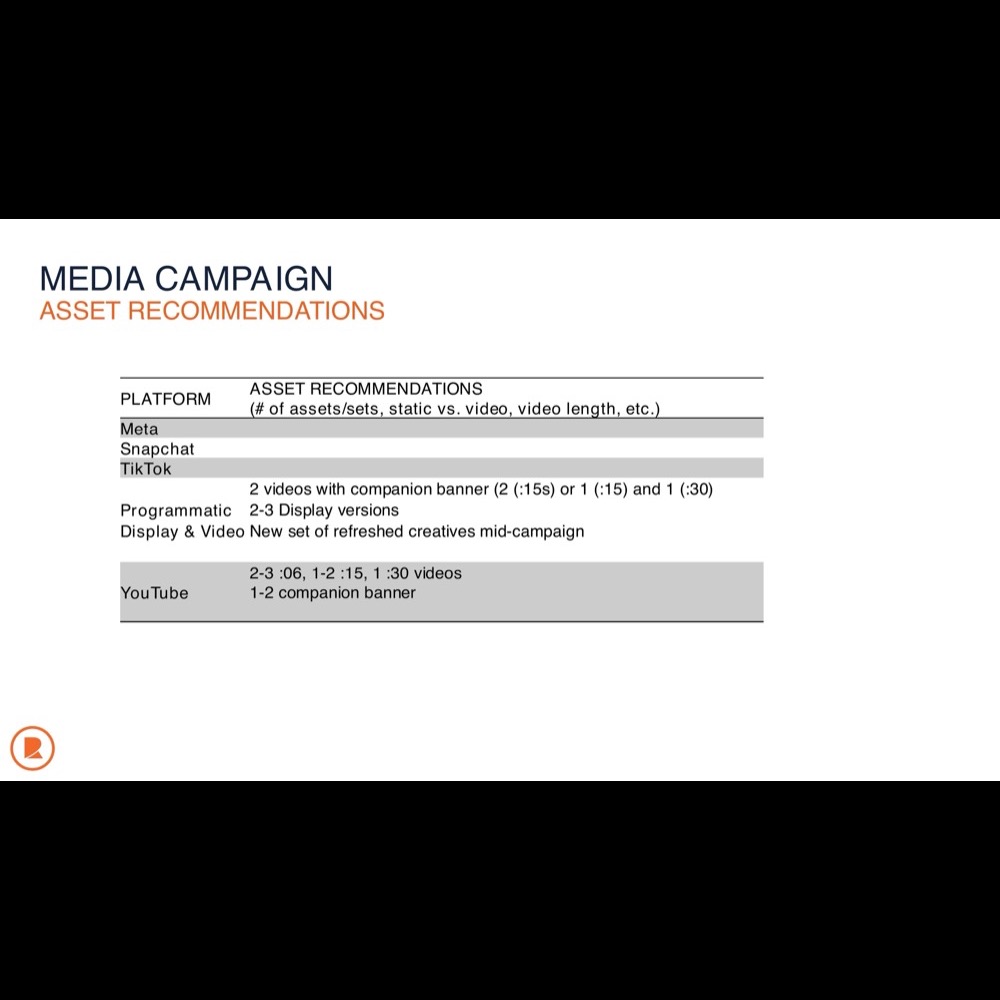 MEDIA CAMPAIGN
ASSET RECOMMENDATIONS
PLATFORM
ASSET RECOMMENDATIONS
(# of assets/sets, static vs. video, video length, etc.)
Meta
Snapchat
TikTok
Programmatic
Display & Video
2 videos with companion banner (2 (:15s) or 1 (:15) and 1 (:30)
2-3 Display versions
New set of refreshed creatives mid-campaign
YouTube
2-3 :06, 1-2 :15, 1 :30 videos
1-2 companion banner
R